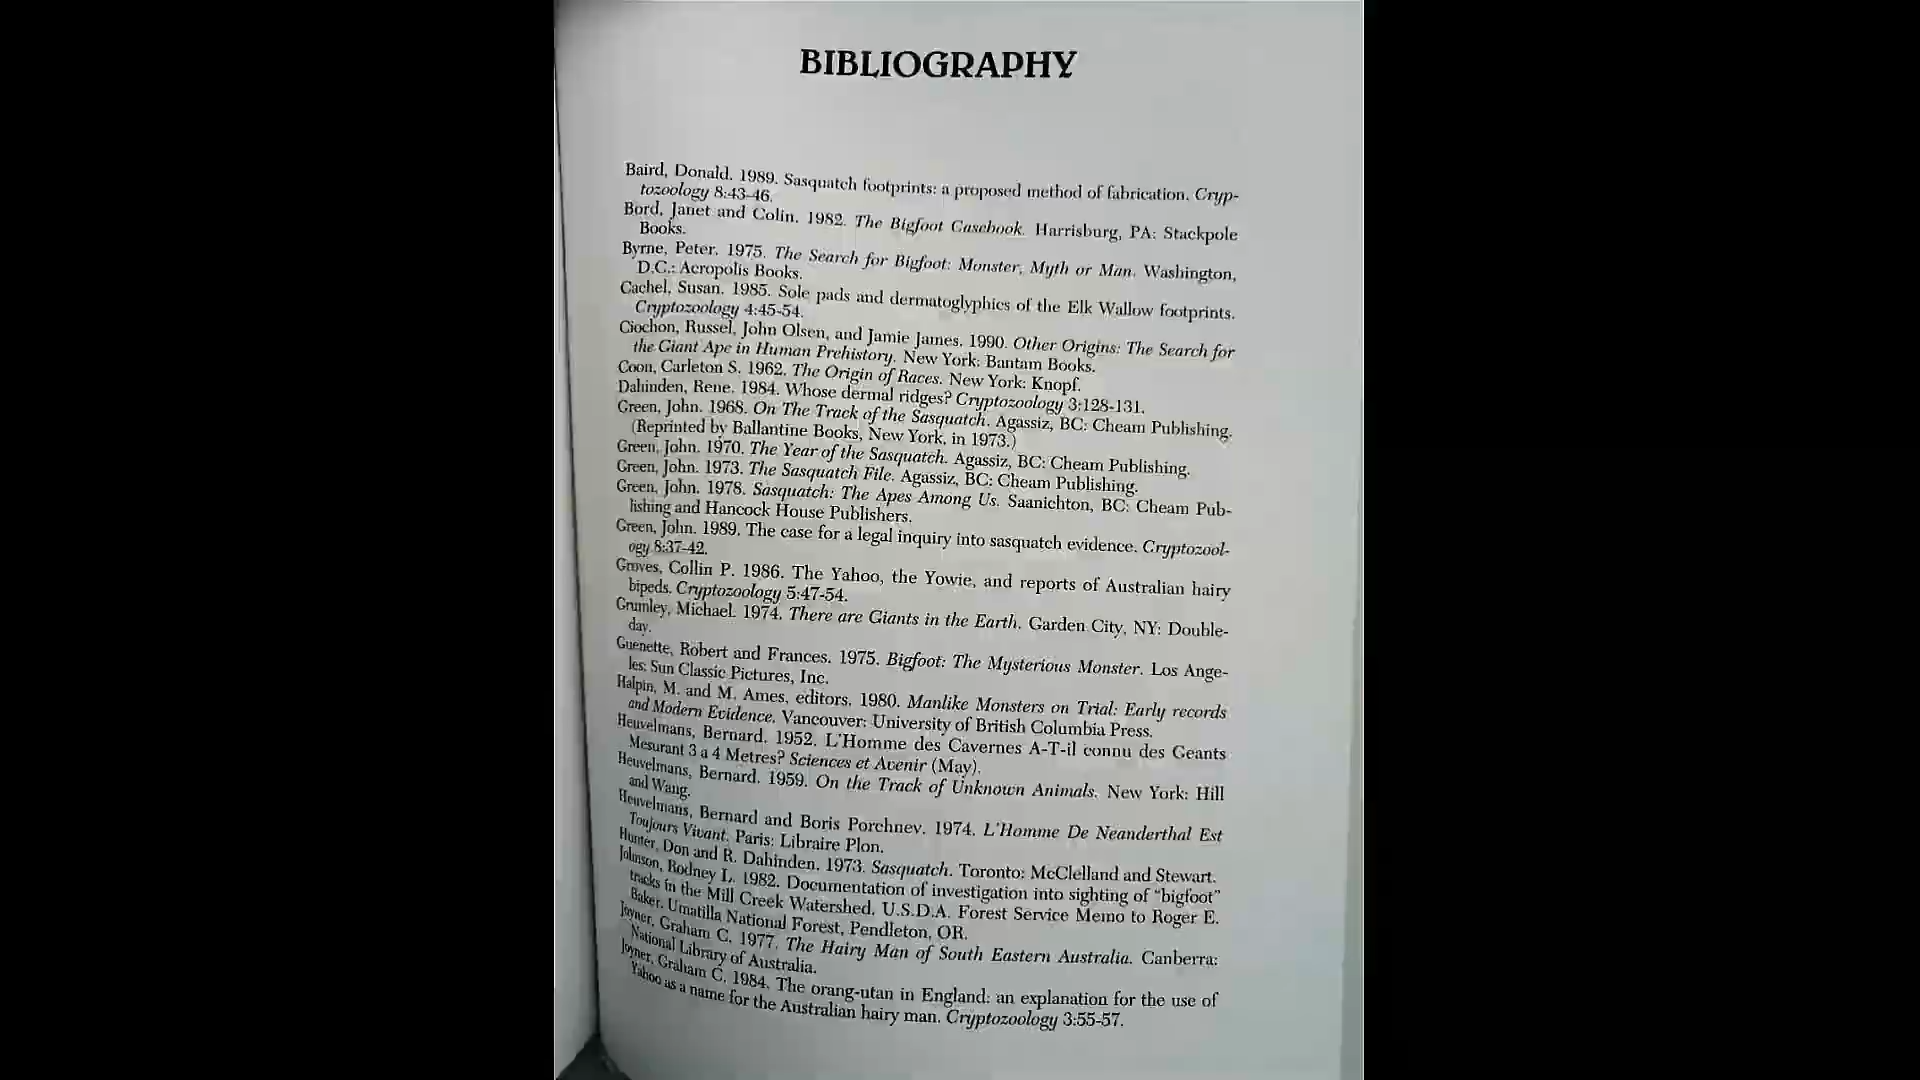 BIBLIOGRAPHY
Baird, Donald. 1989. Sasquatch footprints: a proposed method of fabrication. Cryp-
tozoology 8:43-46.
Bord, Janet and Colin. 1982. The Bigfoot Casebook. Harrisburg, PA: Stackpole
Books.
Byrne, Peter. 1975. The Search for Bigfoot: Monster, Myth or Man. Washington,
D.C.: Acropolis Books.
Cachel, Susan. 1985. Sole pads and dermatoglyphics of the Elk Wallow footprints.
Cryptozoology 4:45-54.
Ciochon, Russel, John Olsen, and Jamie James. 1990. Other Origins: The Search for
the Giant Ape in Human Prehistory. New York: Bantam Books.
Coon, Carleton S. 1962. The Origin of Races. New York: Knopf.
Dahinden, Rene. 1984. Whose dermal ridges? Cryptozoology 3:128-131.
Green, John. 1968. On The Track of the Sasquatch. Agassiz, BC: Cheam Publishing.
(Reprinted by Ballantine Books, New York, in 1973.)
Green, John. 1970. The Year of the Sasquatch. Agassiz, BC: Cheam Publishing.
Green, John. 1973. The Sasquatch File. Agassiz, BC: Cheam Publishing.
Green, John. 1978. Sasquatch: The Apes Among Us. Saanichton, BC: Cheam Pub-
lishing and Hancock House Publishers.
Green, John. 1989. The case for a legal inquiry into sasquatch evidence. Cryptozool-
ogy 8:37-42.
Groves, Collin P. 1986. The Yahoo, the Yowie, and reports of Australian hairy
bipeds. Cryptozoology 5:47-54.
Grumley, Michael. 1974. There are Giants in the Earth. Garden City, NY: Double-
day.
Guenette, Robert and Frances. 1975. Bigfoot: The Mysterious Monster. Los Ange-
les: Sun Classic Pictures, Inc.
Halpin, M. and M. Ames, editors. 1980. Manlike Monsters on Trial: Early records
and Modern Evidence. Vancouver: University of British Columbia Press.
Heuvelmans, Bernard. 1952. L'Homme des Cavernes A-T-il connu des Geants
Mesurant 3 a 4 Metres? Sciences et Avenir (May).
Heuvelmans, Bernard. 1959. On the Track of Unknown Animals. New York: Hill
and Wang.
Heuvelmans, Bernard and Boris Porchnev. 1974. L'Homme De Neanderthal Est
Toujours Vivant. Paris: Libraire Plon.
Hunter, Don and R. Dahinden. 1973. Sasquatch. Toronto: McClelland and Stewart.
Johnson, Rodney L. 1982. Documentation of investigation into sighting of "bigfoot"
tracks in the Mill Creek Watershed. U.S.D.A. Forest Service Memo to Roger E.
Baker, Umatilla National Forest, Pendleton, OR.
Joyner, Graham C. 1977. The Hairy Man of South Eastern Australia. Canberra:
National Library of Australia.
Joyner, Graham C. 1984. The orang-utan in England: an explanation for the use of
Yahoo as a name for the Australian hairy man. Cryptozoology 3:55-57.